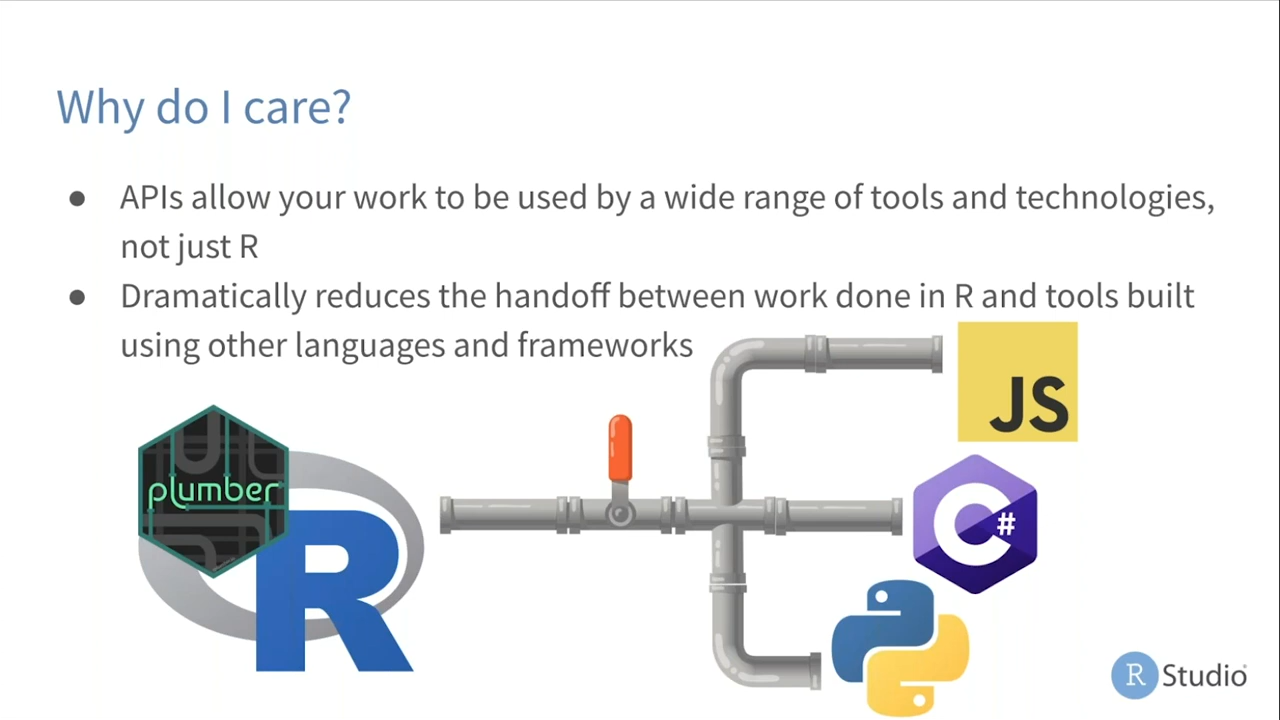 Why do I care?
● APIs allow your work to be used by a wide range of tools and technologies,
not just R
● Dramatically reduces the handoff between work done in R and tools built
using other languages and frameworks
JS
plumber
R
C#
R Studio®